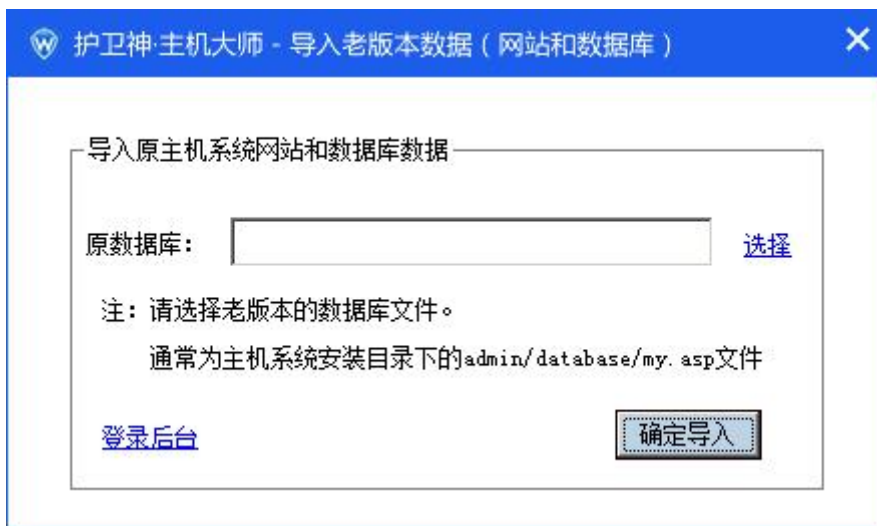 护卫神·主机大师 - 导入老版本数据（网站和数据库）
导入原主机系统网站和数据库数据
原数据库： 选择
注：请选择老版本的数据库文件。
通常为主机系统安装目录下的admin/database/my.asp文件
登录后台 确定导入